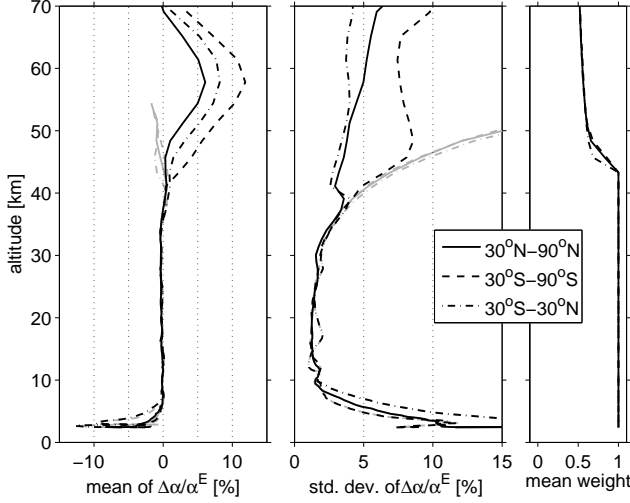 altitude [km]
70
60
50
40
30
20
10
0
−10 0 10
mean of Δα/α^E [%]
0 5 10 15
std. dev. of Δα/α^E [%]
0 0.5 1
mean weight
30°N−90°N
30°S−90°S
30°S−30°N